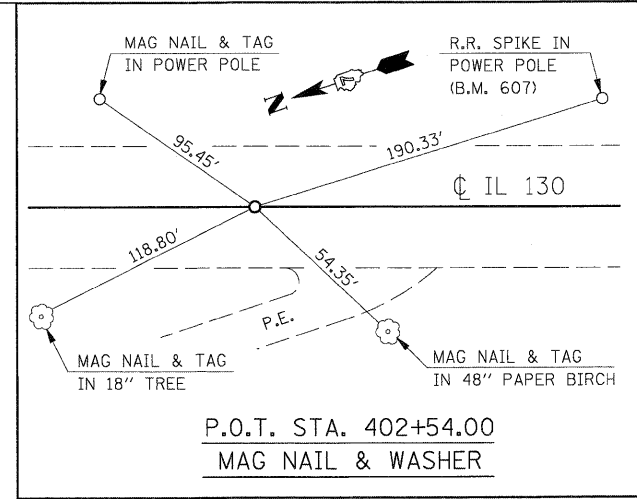 MAG NAIL & TAG
IN POWER POLE
N
R.R. SPIKE IN
POWER POLE
(B.M. 607)
95.45'
190.33'
℄ IL 130
118.80'
54.35'
P.E.
MAG NAIL & TAG
IN 18" TREE
MAG NAIL & TAG
IN 48" PAPER BIRCH
P.O.T. STA. 402+54.00
MAG NAIL & WASHER